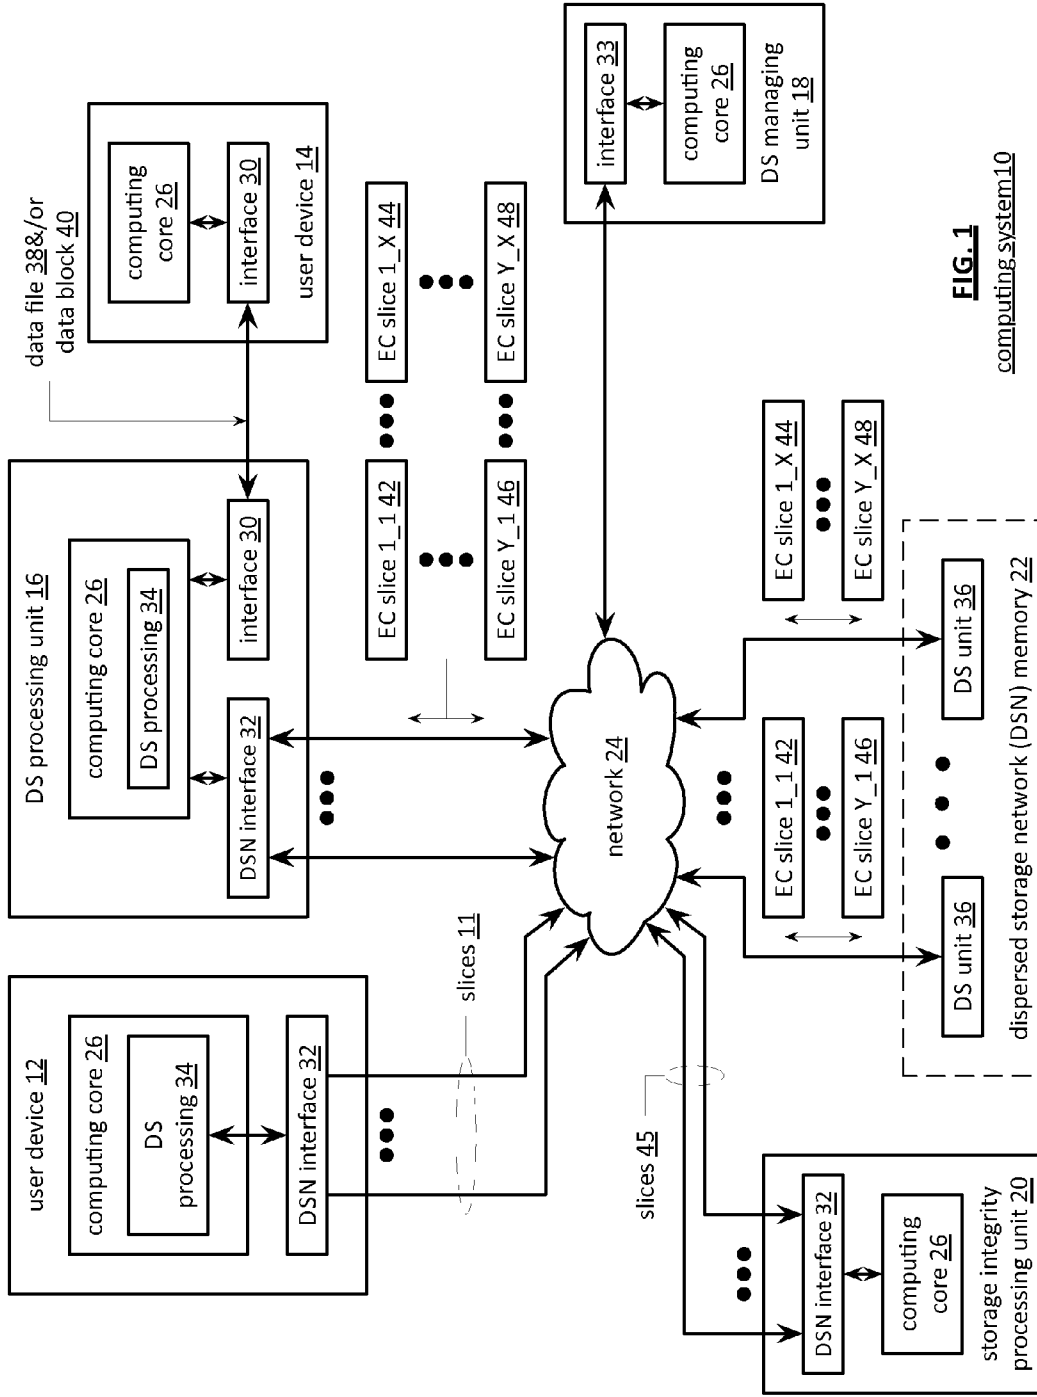 user device 12
computing core 26
DS
processing 34
DSN interface 32
slices 11
DS processing unit 16
computing core 26
DS processing 34
DSN interface 32
interface 30
data file 38&/or
data block 40
computing
core 26
interface 30
user device 14
EC slice 1_1 42
EC slice 1_X 44
EC slice Y_1 46
EC slice Y_X 48
network 24
interface 33
computing
core 26
DS managing
unit 18
slices 45
DSN interface 32
computing
core 26
storage integrity
processing unit 20
EC slice 1_1 42
EC slice Y_1 46
EC slice 1_X 44
EC slice Y_X 48
DS unit 36
DS unit 36
dispersed storage network (DSN) memory 22
FIG. 1
computing system10